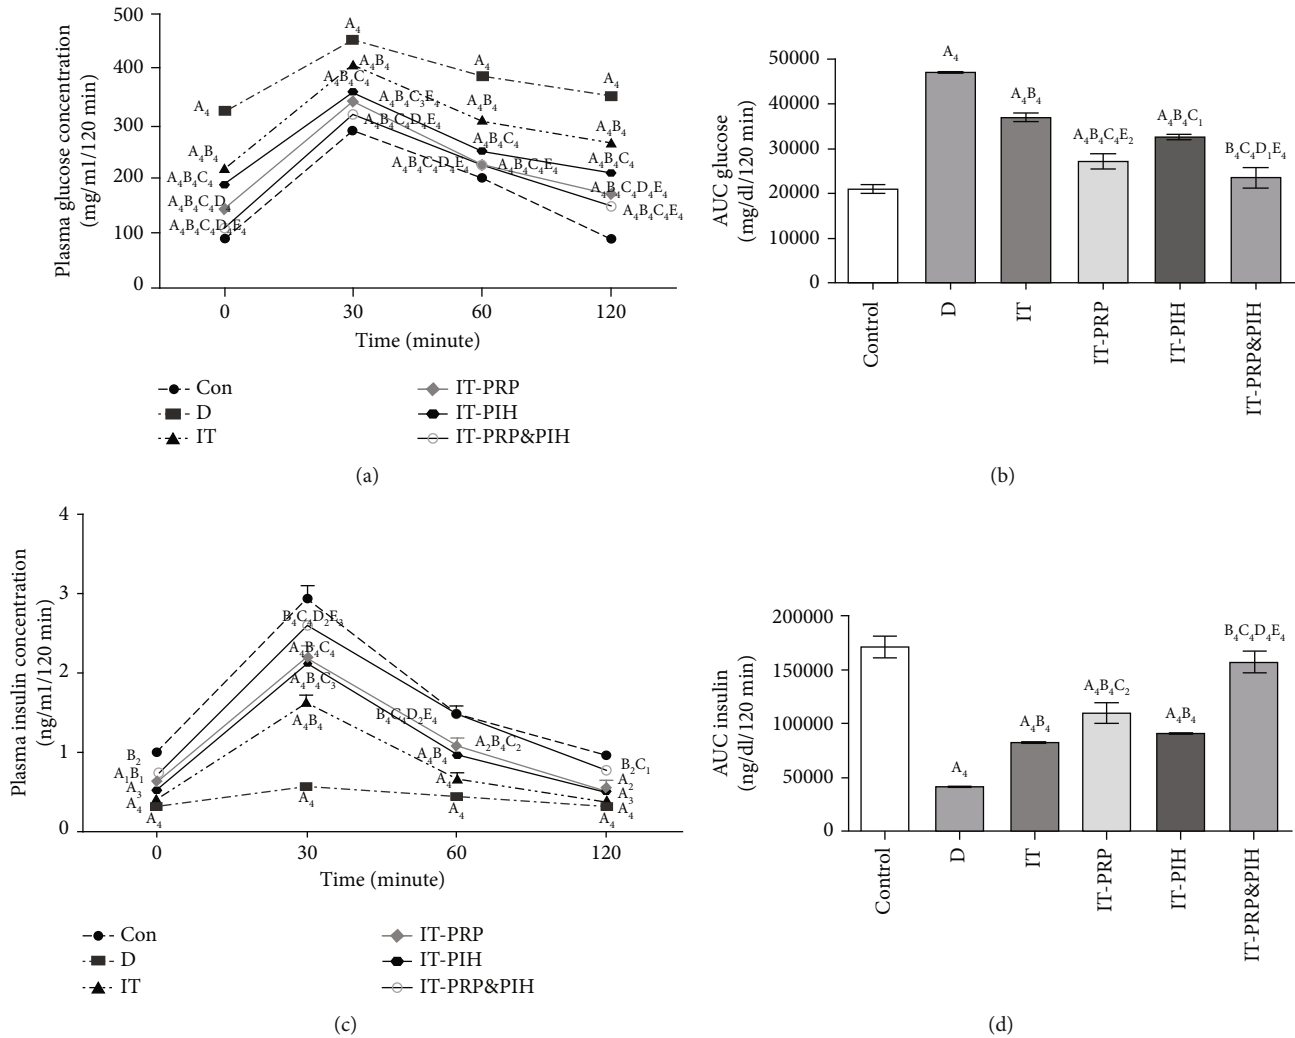 Plasma glucose concentration
(mg/ml/120 min)
500
400
300
200
100
0
A4
A4
A4
A4
A4B4
A4B4
A4B4
A4B4
A4B4C4
A4B4C4
A4B4C4
A4B4C4
A4B4C4D4
A4B4C3E4
A4B4C4E4
A4B4C4D4E4
A4B4C4D4E4
A4B4C4D4E4
A4B4C4D4E4
A4B4C4E4
0 30 60 120
Time (minute)
Con
D
IT
IT-PRP
IT-PIH
IT-PRP&PIH
(a)
AUC glucose
(mg/dl/120 min)
50000
40000
30000
20000
10000
0
A4
A4B4
A4B4C4E2
A4B4C1
B4C4D1E4
Control
D
IT
IT-PRP
IT-PIH
IT-PRP&PIH
(b)
Plasma insulin concentration
(ng/ml/120 min)
4
3
2
1
0
B2
A1B1
A3
A4
A4
B4C4D2E3
A4B4C4
A4B4C3
A4B4
A4
B4C4D2E4
A2B4C2
A4B4
A4
A4
B2C1
A2
A3
A4
A4
0 30 60 120
Time (minute)
Con
D
IT
IT-PRP
IT-PIH
IT-PRP&PIH
(c)
AUC insulin
(ng/dl/120 min)
200000
150000
100000
50000
0
A4
A4B4
A4B4C2
A4B4
B4C4D4E4
Control
D
IT
IT-PRP
IT-PIH
IT-PRP&PIH
(d)